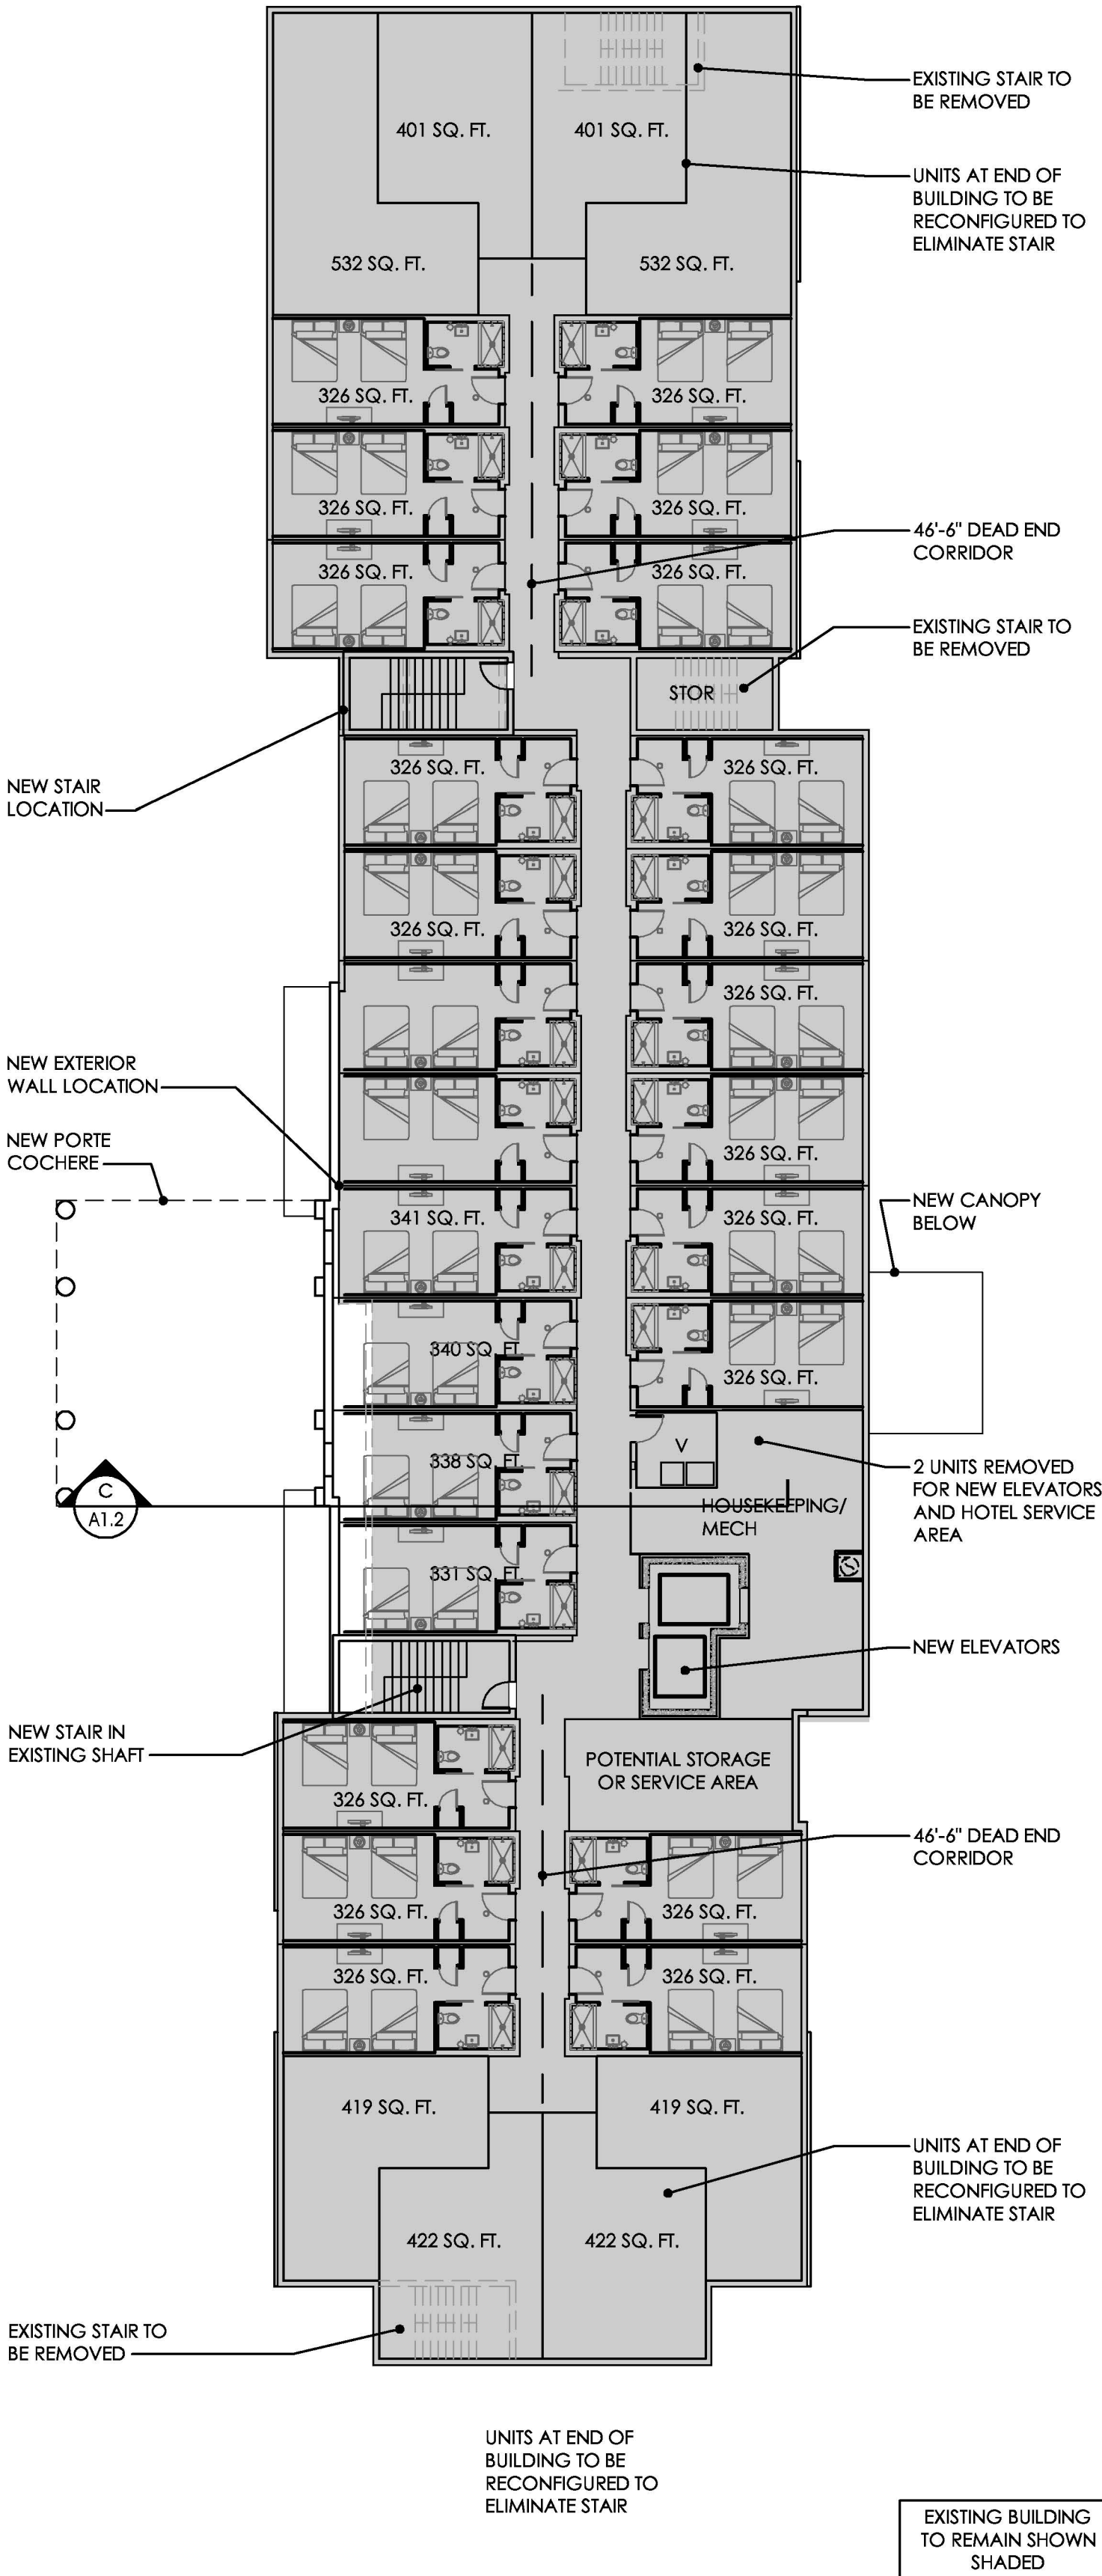 EXISTING STAIR TO
BE REMOVED
401 SQ. FT.
401 SQ. FT.
UNITS AT END OF
BUILDING TO BE
RECONFIGURED TO
ELIMINATE STAIR
532 SQ. FT.
532 SQ. FT.
326 SQ. FT.
326 SQ. FT.
326 SQ. FT.
326 SQ. FT.
46'-6" DEAD END
CORRIDOR
326 SQ. FT.
326 SQ. FT.
EXISTING STAIR TO
BE REMOVED
STOR
NEW STAIR
LOCATION
326 SQ. FT.
326 SQ. FT.
326 SQ. FT.
326 SQ. FT.
326 SQ. FT.
NEW EXTERIOR
WALL LOCATION
NEW PORTE
COCHERE
326 SQ. FT.
341 SQ. FT.
326 SQ. FT.
NEW CANOPY
BELOW
340 SQ. FT.
326 SQ. FT.
338 SQ. FT.
V
2 UNITS REMOVED
FOR NEW ELEVATORS
AND HOTEL SERVICE
AREA
C
A1.2
HOUSEKEEPING/
MECH
S
331 SQ. FT.
NEW ELEVATORS
NEW STAIR IN
EXISTING SHAFT
POTENTIAL STORAGE
OR SERVICE AREA
326 SQ. FT.
46'-6" DEAD END
CORRIDOR
326 SQ. FT.
326 SQ. FT.
326 SQ. FT.
326 SQ. FT.
419 SQ. FT.
419 SQ. FT.
UNITS AT END OF
BUILDING TO BE
RECONFIGURED TO
ELIMINATE STAIR
422 SQ. FT.
422 SQ. FT.
EXISTING STAIR TO
BE REMOVED
UNITS AT END OF
BUILDING TO BE
RECONFIGURED TO
ELIMINATE STAIR
EXISTING BUILDING
TO REMAIN SHOWN
SHADED